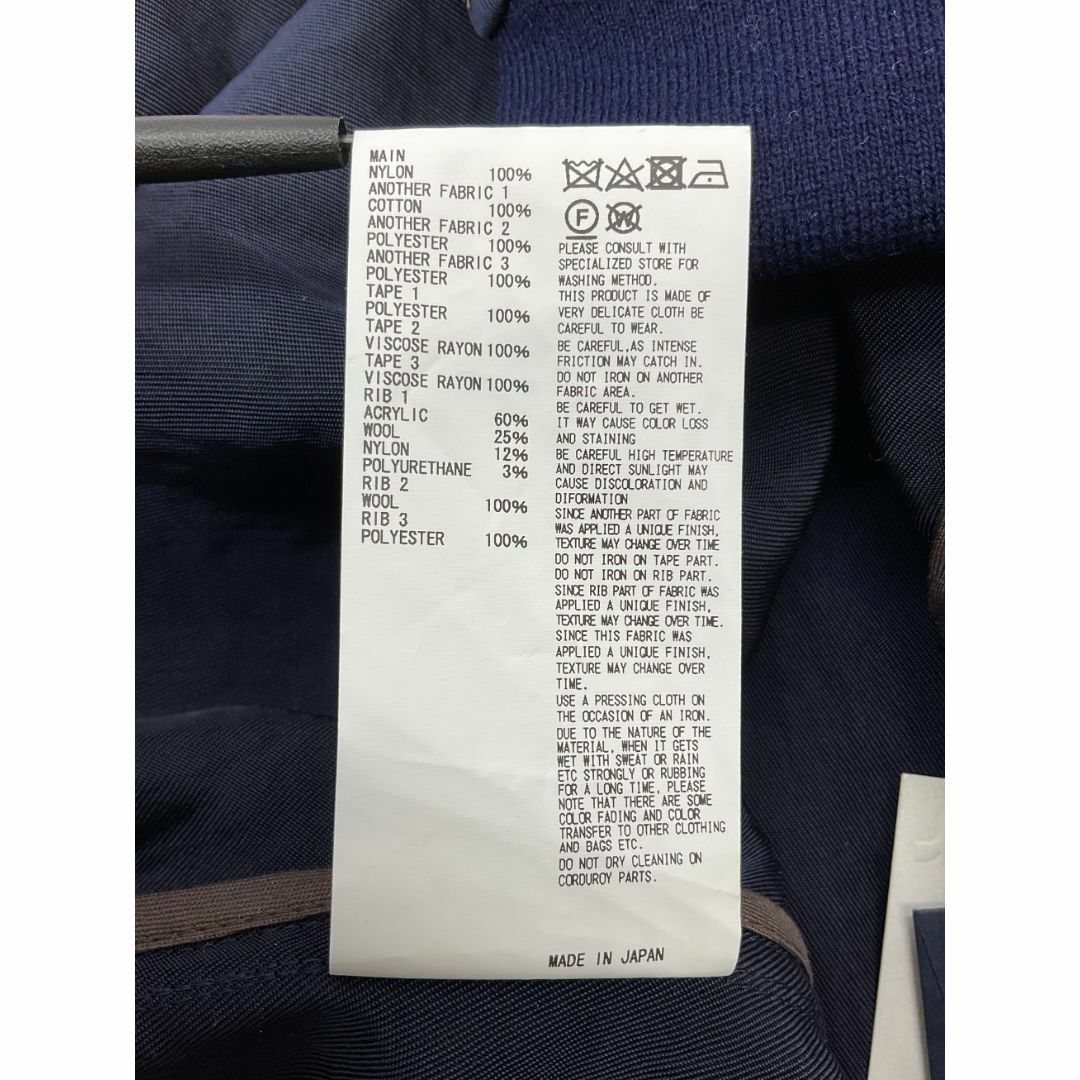 MAIN
NYLON 100%
ANOTHER FABRIC 1
COTTON 100%
ANOTHER FABRIC 2
POLYESTER 100%
ANOTHER FABRIC 3
POLYESTER 100%
TAPE 1
POLYESTER 100%
TAPE 2
VISCOSE RAYON 100%
TAPE 3
VISCOSE RAYON 100%
RIB 1
ACRYLIC 60%
WOOL 25%
NYLON 12%
POLYURETHANE 3%
RIB 2
WOOL 100%
RIB 3
POLYESTER 100%
F W
PLEASE CONSULT WITH
SPECIALIZED STORE FOR
WASHING METHOD.
THIS PRODUCT IS MADE OF
VERY DELICATE CLOTH BE
CAREFUL TO WEAR.
BE CAREFUL,AS INTENSE
FRICTION MAY CATCH IN.
DO NOT IRON ON ANOTHER
FABRIC AREA.
BE CAREFUL TO GET WET.
IT WAY CAUSE COLOR LOSS
AND STAINING
BE CAREFUL HIGH TEMPERATURE
AND DIRECT SUNLIGHT MAY
CAUSE DISCOLORATION AND
DIFORMATION
SINCE ANOTHER PART OF FABRIC
WAS APPLIED A UNIQUE FINISH,
TEXTURE MAY CHANGE OVER TIME
DO NOT IRON ON TAPE PART.
DO NOT IRON ON RIB PART.
SINCE RIB PART OF FABRIC WAS
APPLIED A UNIQUE FINISH,
TEXTURE MAY CHANGE OVER TIME.
SINCE THIS FABRIC WAS
APPLIED A UNIQUE FINISH,
TEXTURE MAY CHANGE OVER
TIME.
USE A PRESSING CLOTH ON
THE OCCASION OF AN IRON.
DUE TO THE NATURE OF THE
MATERIAL, WHEN IT GETS
WET WITH SWEAT OR RAIN
ETC STRONGLY OR RUBBING
FOR A LONG TIME, PLEASE
NOTE THAT THERE ARE SOME
COLOR FADING AND COLOR
TRANSFER TO OTHER CLOTHING
AND BAGS ETC.
DO NOT DRY CLEANING ON
CORDUROY PARTS.
MADE IN JAPAN